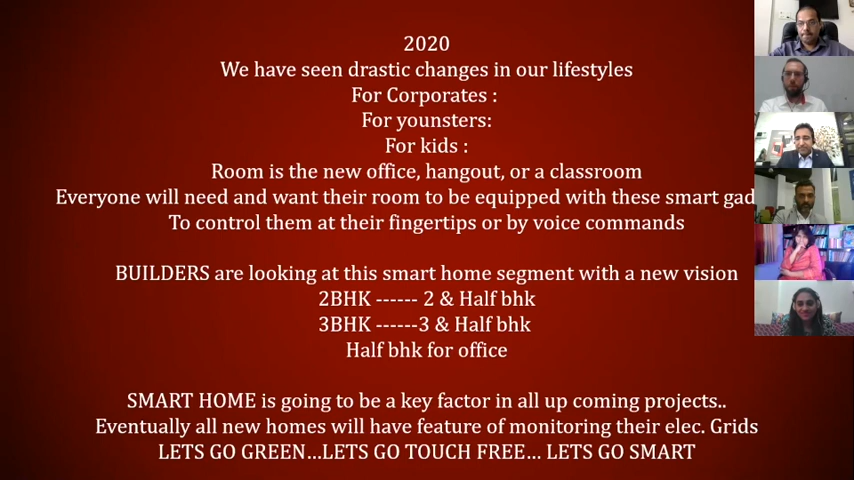 2020
We have seen drastic changes in our lifestyles
For Corporates :
For younsters:
For kids :
Room is the new office, hangout, or a classroom
Everyone will need and want their room to be equipped with these smart gad
To control them at their fingertips or by voice commands
BUILDERS are looking at this smart home segment with a new vision
2BHK ------ 2 & Half bhk
3BHK ------3 & Half bhk
Half bhk for office
SMART HOME is going to be a key factor in all up coming projects..
Eventually all new homes will have feature of monitoring their elec. Grids
LETS GO GREEN...LETS GO TOUCH FREE... LETS GO SMART